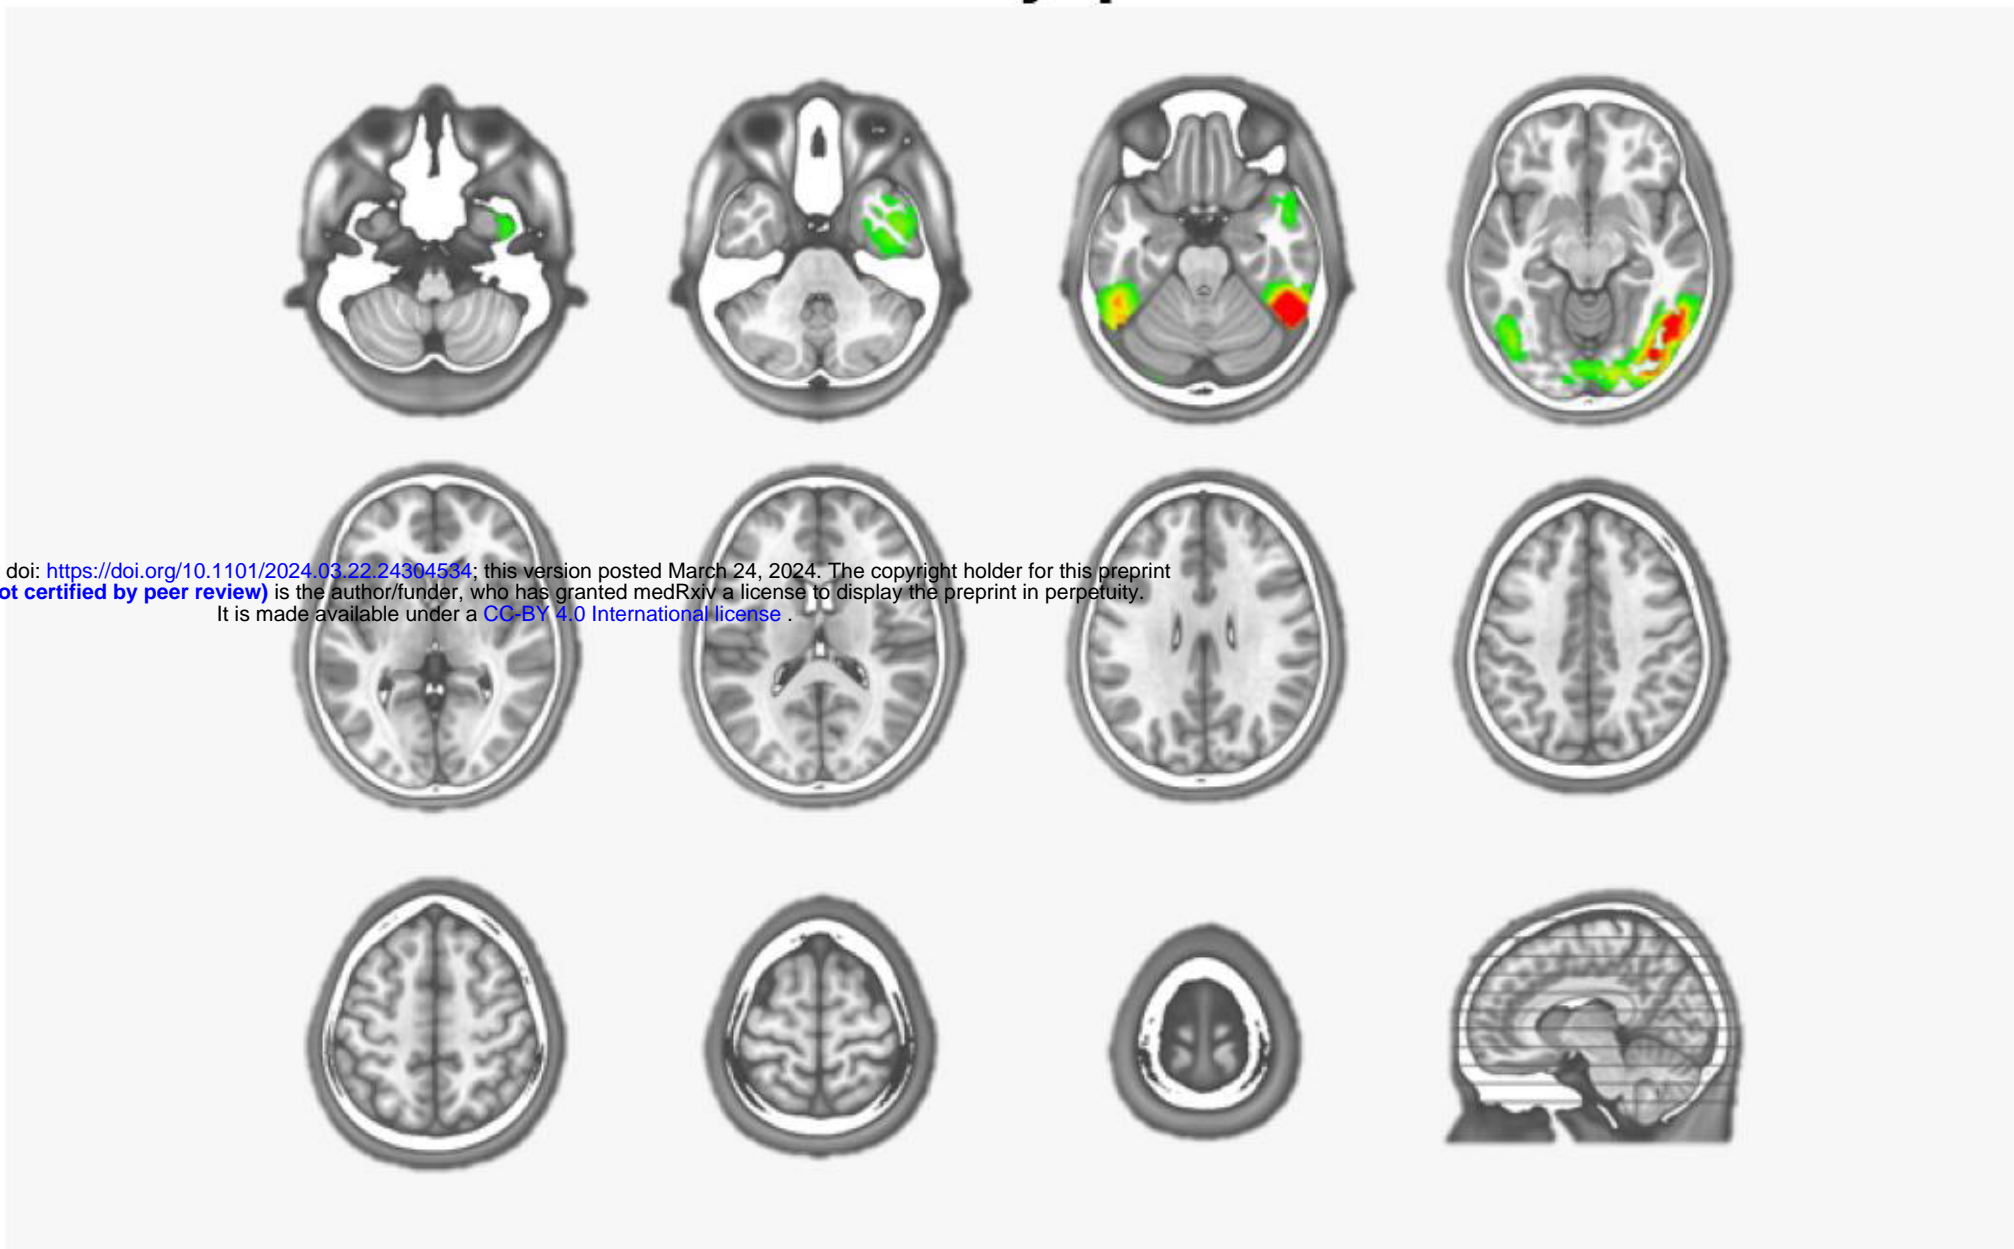 doi: https://doi.org/10.1101/2024.03.22.24304534; this version posted March 24, 2024. The copyright holder for this preprint
certified by peer review) is the author/funder, who has granted medRxiv a license to display the preprint in perpetuity.
It is made available under a CC-BY 4.0 International license .